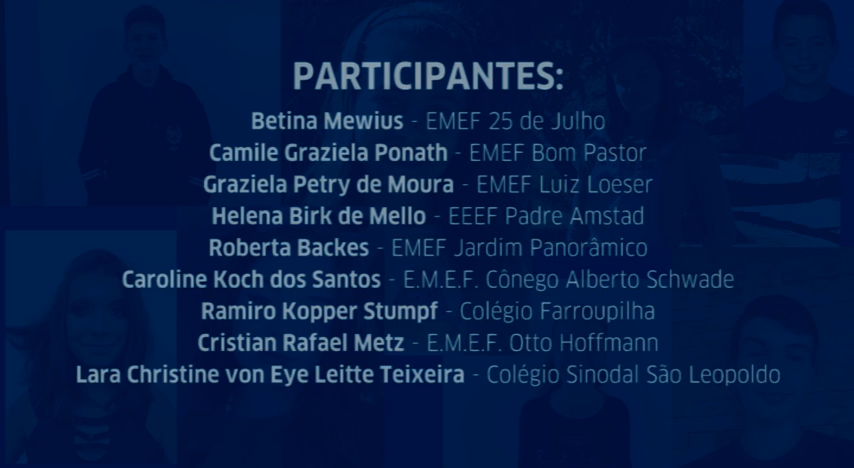 PARTICIPANTES:
Betina Mewius - EMEF 25 de Julho
Camile Graziela Ponath - EMEF Bom Pastor
Graziela Petry de Moura - EMEF Luiz Loeser
Helena Birk de Mello - EEEF Padre Amstad
Roberta Backes - EMEF Jardim Panorâmico
Caroline Koch dos Santos - E.M.E.F. Cônego Alberto Schwade
Ramiro Kopper Stumpf - Colégio Farroupilha
Cristian Rafael Metz - E.M.E.F. Otto Hoffmann
Lara Christine von Eye Leitte Teixeira - Colégio Sinodal São Leopoldo